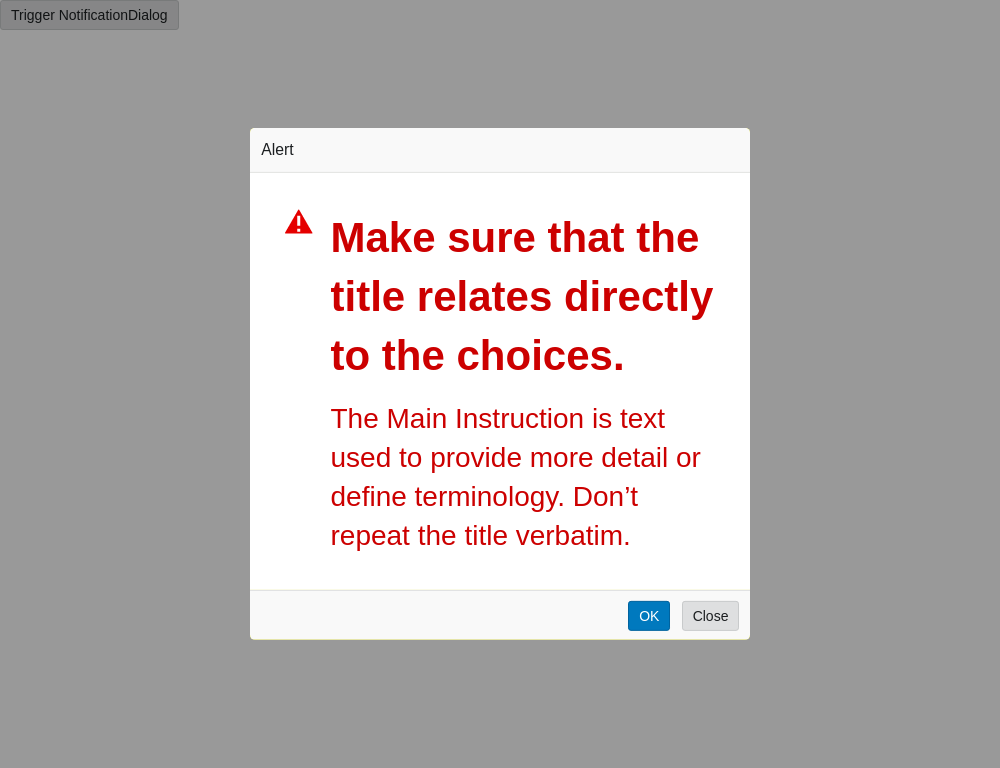 Trigger NotificationDialog
Alert
Make sure that the
title relates directly
to the choices.
The Main Instruction is text
used to provide more detail or
define terminology. Don’t
repeat the title verbatim.
OK
Close